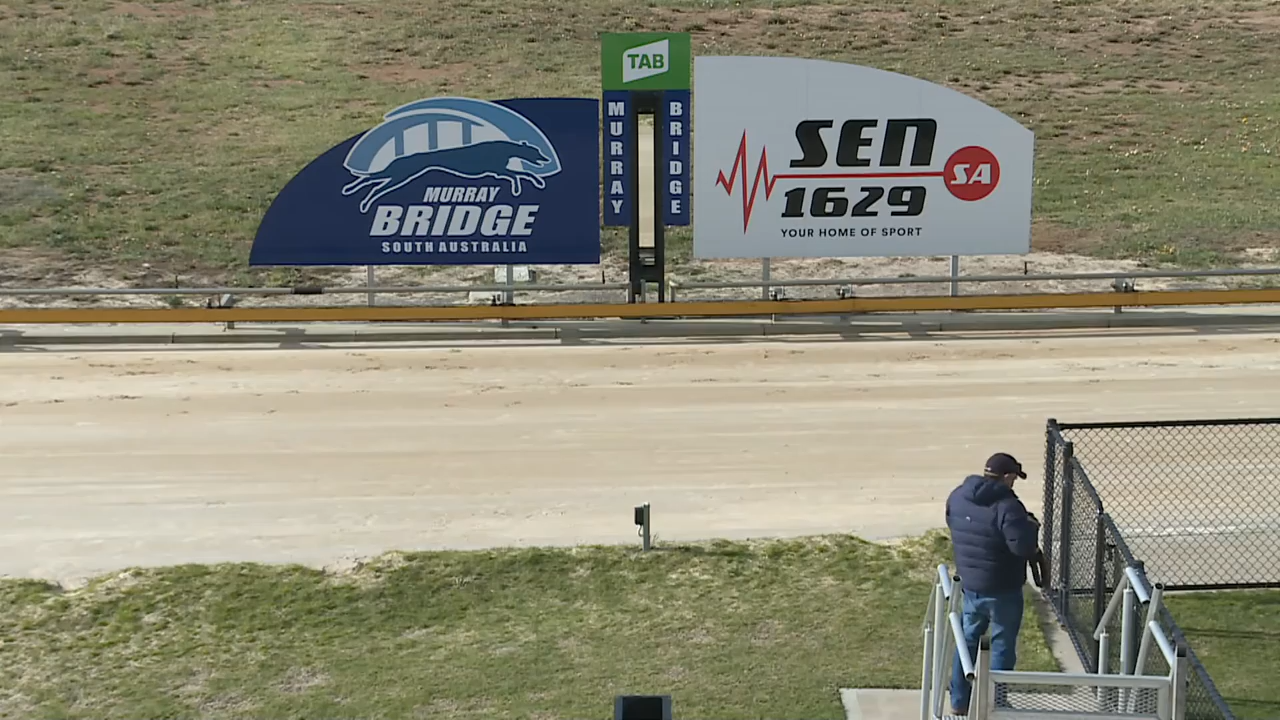 TAB
MURRAY
BRIDGE
MURRAY
BRIDGE
SOUTH AUSTRALIA
SEN
SA
1629
YOUR HOME OF SPORT